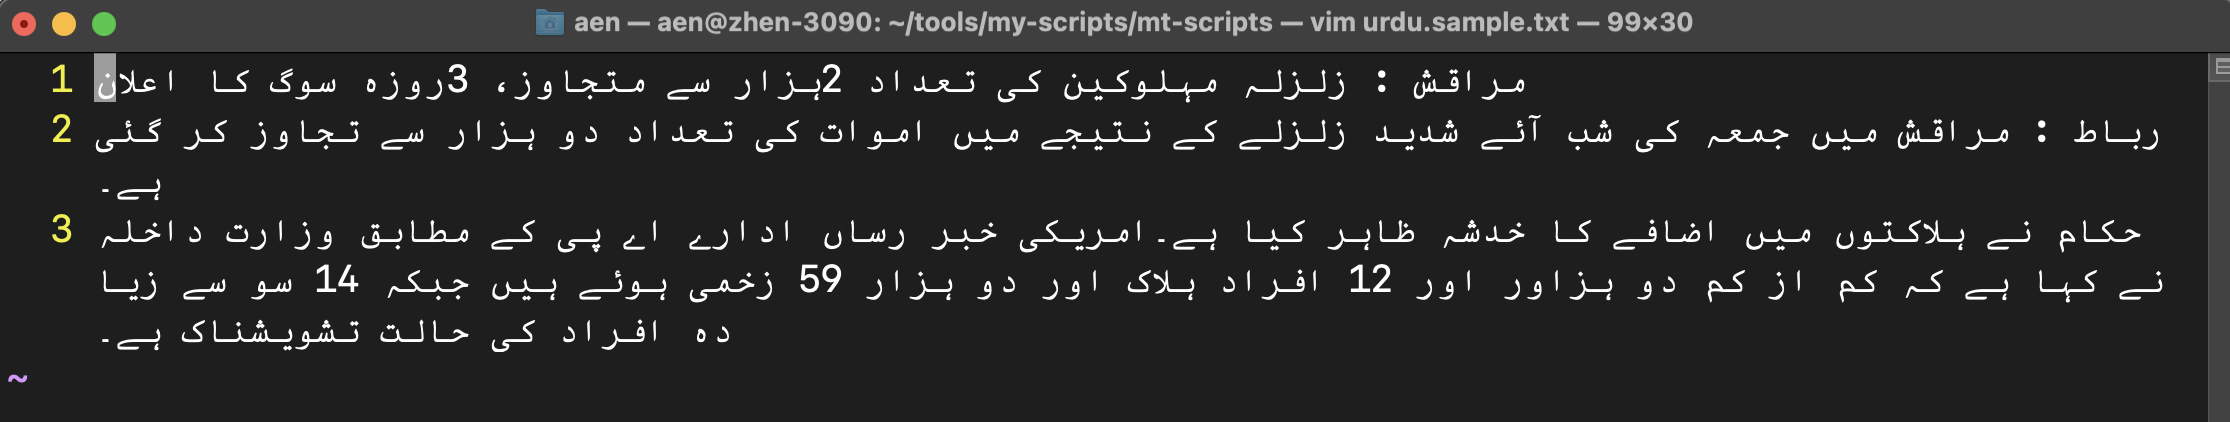 aen — aen@zhen-3090: ~/tools/my-scripts/mt-scripts — vim urdu.sample.txt — 99×30
1 مراقش : زلزلہ مہلوکین کی تعداد 2ہزار سے متجاوز، 3روزہ سوگ کا اعلان
2 رباط : مراقش میں جمعہ کی شب آئے شدید زلزلے کے نتیجے میں اموات کی تعداد دو ہزار سے تجاوز کر گئی
ہے۔
3 حکام نے ہلاکتوں میں اضافے کا خدشہ ظاہر کیا ہے۔امریکی خبر رساں ادارے اے پی کے مطابق وزارت داخلہ
نے کہا ہے کہ کم از کم دو ہزاور اور 12 افراد ہلاک اور دو ہزار 59 زخمی ہوئے ہیں جبکہ 14 سو سے زیا
دہ افراد کی حالت تشویشناک ہے۔
~